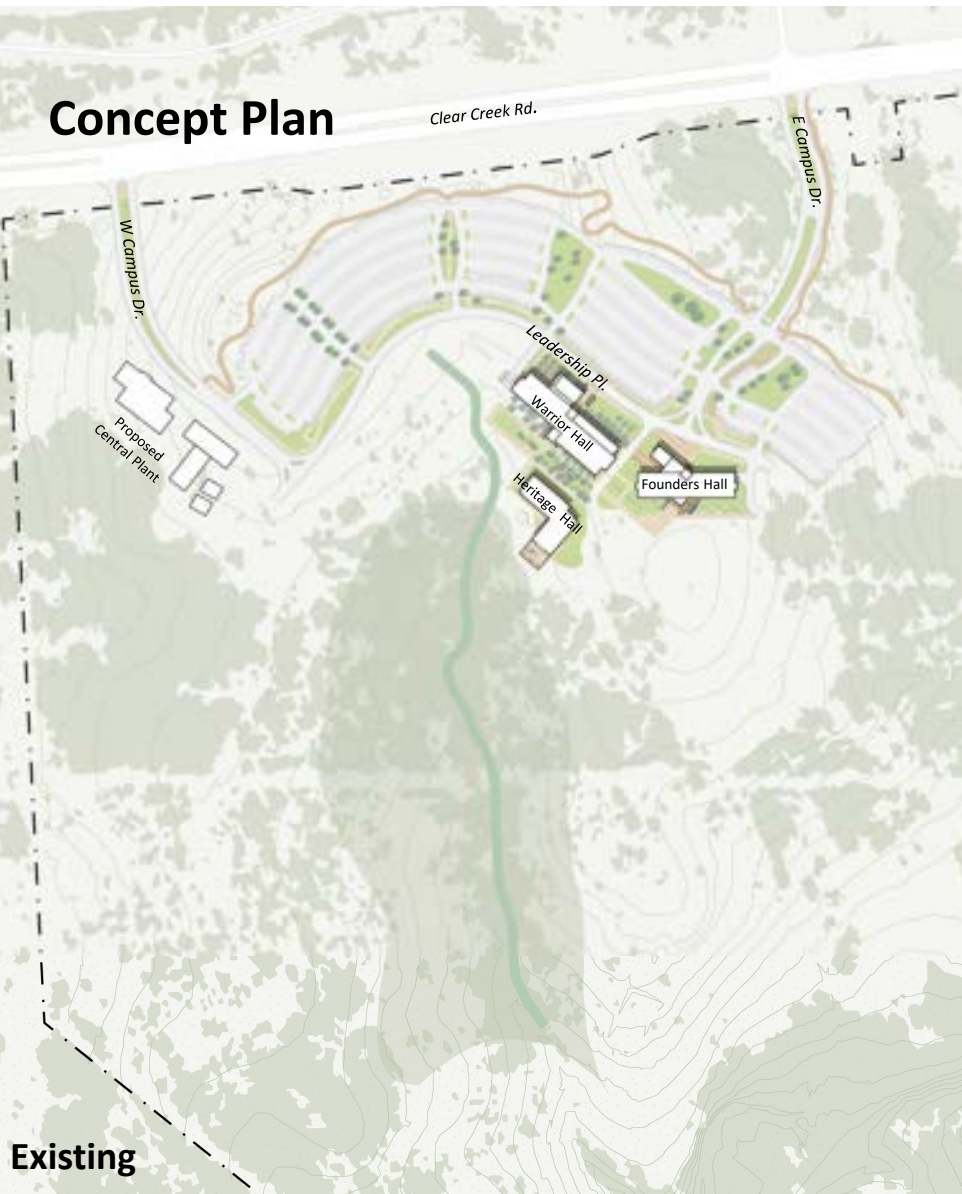 Concept Plan
Clear Creek Rd.
E Campus Dr.
W Campus Dr.
Leadership Pl.
Warrior Hall
Proposed
Central Plant
Founders Hall
Heritage Hall
Existing